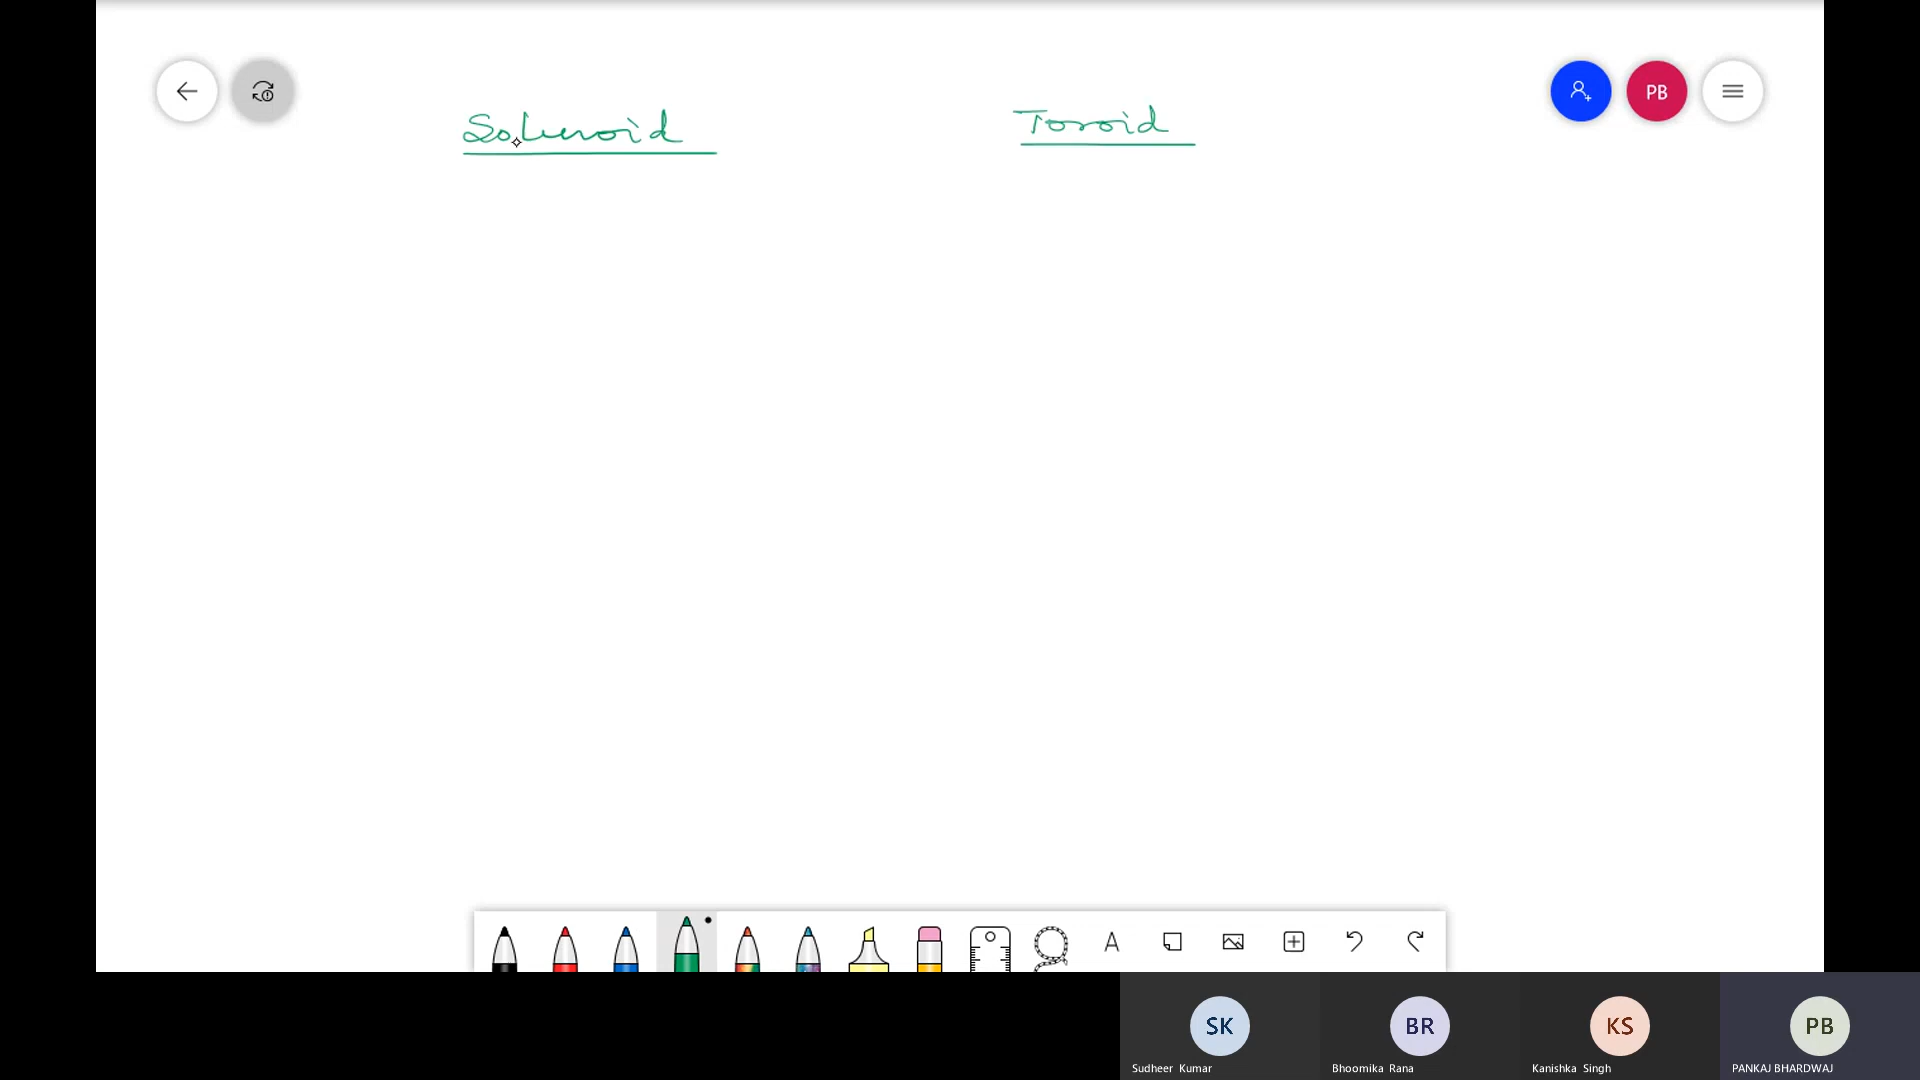 PB
Solenoid
Toroid
A
SK
BR
KS
PB
Sudheer Kumar
Bhoomika Rana
Kanishka Singh
PANKAJ BHARDWAJ